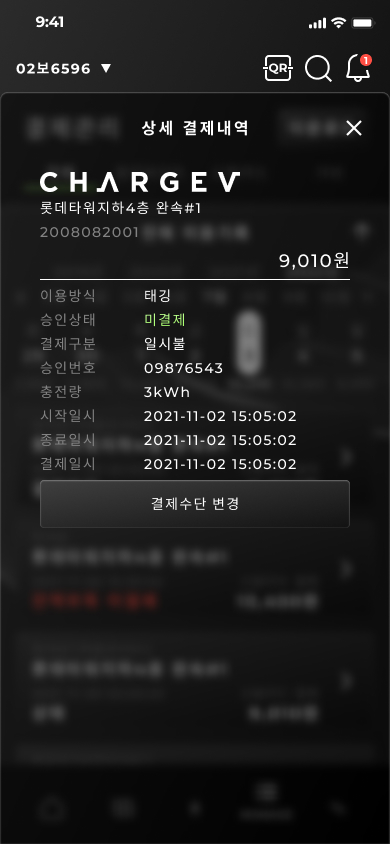 9:41
02보6596 ▼
QR
1
상세 결제내역
CHARGEV
롯데타워지하4층 완속#1
2008082001
9,010원
이용방식 태깅
승인상태 미결제
결제구분 일시불
승인번호 09876543
충전량 3kWh
시작일시 2021-11-02 15:05:02
종료일시 2021-11-02 15:05:02
결제일시 2021-11-02 15:05:02
결제수단 변경